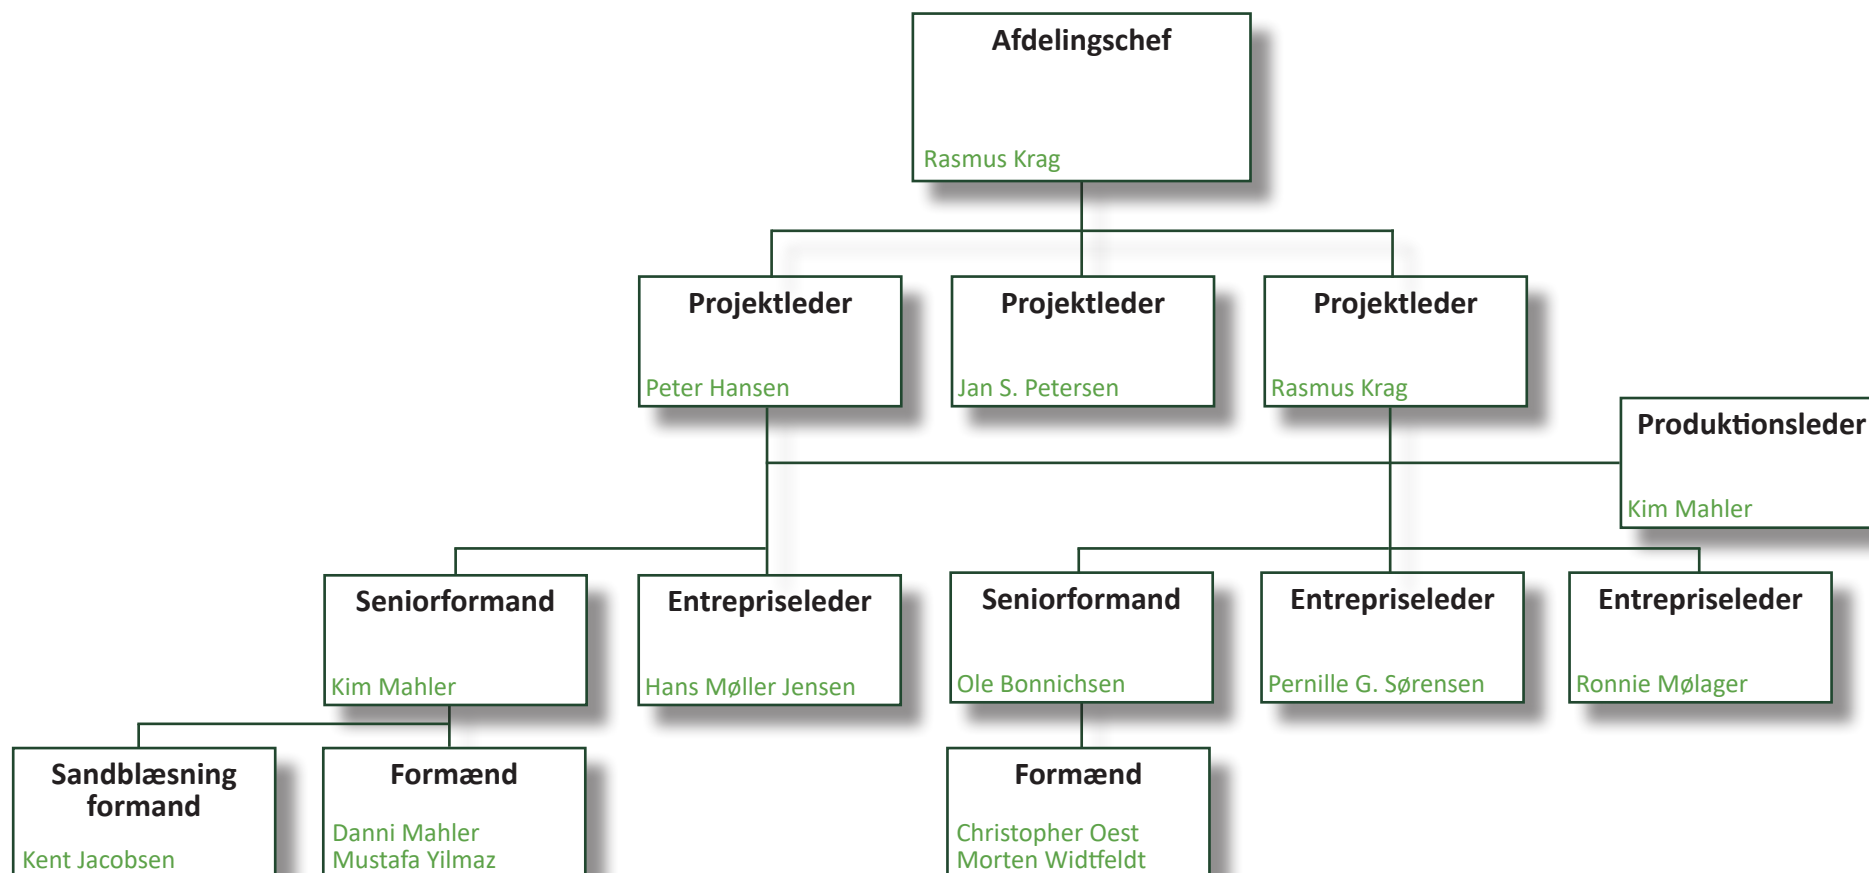 Afdelingschef
Rasmus Krag
Projektleder
Peter Hansen
Projektleder
Jan S. Petersen
Projektleder
Rasmus Krag
Produktionsleder
Kim Mahler
Seniorformand
Kim Mahler
Entrepriseleder
Hans Møller Jensen
Seniorformand
Ole Bonnichsen
Entrepriseleder
Pernille G. Sørensen
Entrepriseleder
Ronnie Mølager
Sandblæsning
formand
Kent Jacobsen
Formænd
Danni Mahler
Mustafa Yilmaz
Formænd
Christopher Oest
Morten Widtfeldt